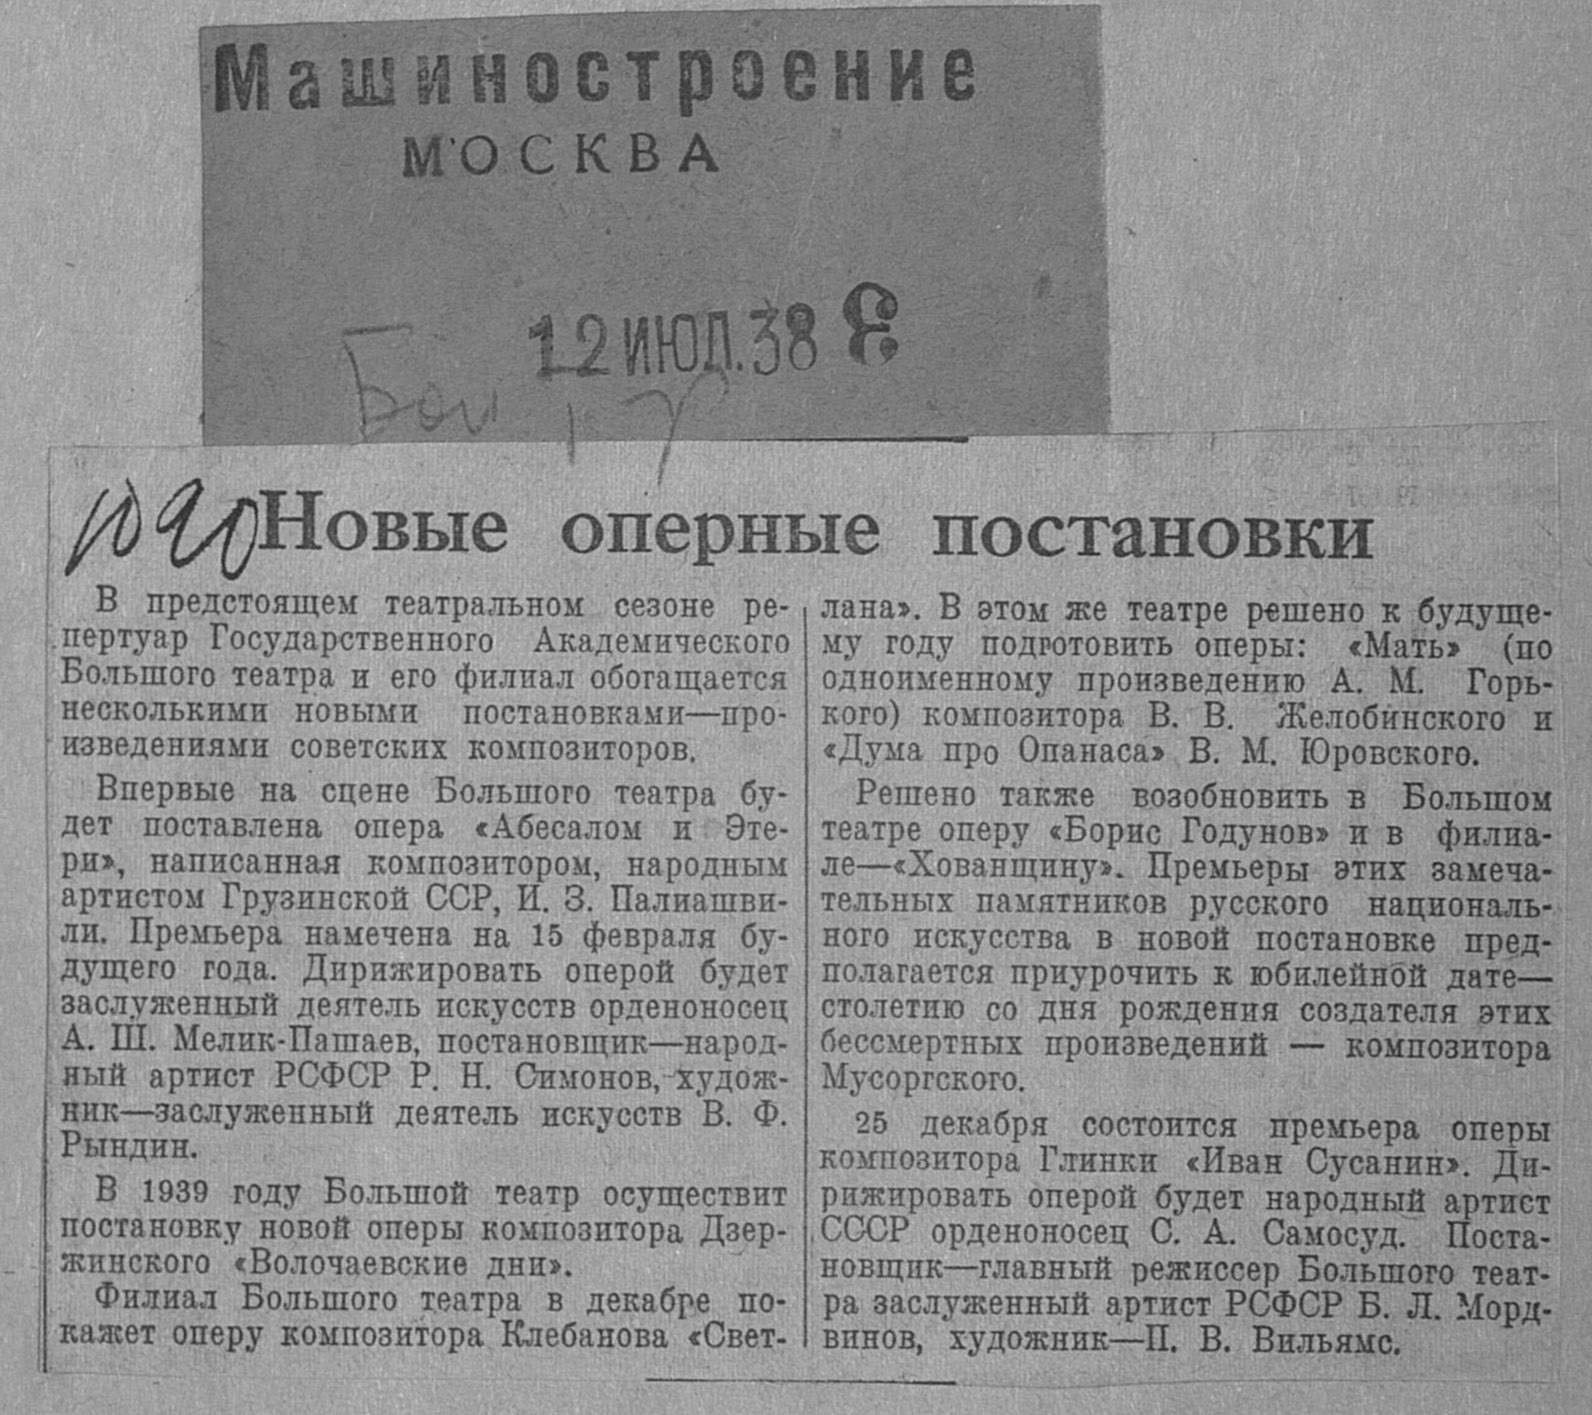 Машиностроение
МОСКВА
12 ИЮЛ. 38
Бол
1090
Новые оперные постановки
В предстоящем театральном сезоне ре-
пертуар Государственного Академического
Большого театра и его филиал обогащается
несколькими новыми постановками—про-
изведениями советских композиторов.
Впервые на сцене Большого театра бу-
дет поставлена опера «Абесалом и Эте-
ри», написанная композитором, народным
артистом Грузинской ССР, И. З. Палиашви-
ли. Премьера намечена на 15 февраля бу-
дущего года. Дирижировать оперой будет
заслуженный деятель искусств орденоносец
А. Ш. Мелик-Пашаев, постановщик—народ-
ный артист РСФСР Р. Н. Симонов, худож-
ник—заслуженный деятель искусств В. Ф.
Рындин.
В 1939 году Большой театр осуществит
постановку новой оперы композитора Дзер-
жинского «Волочаевские дни».
Филиал Большого театра в декабре по-
кажет оперу композитора Клебанова «Свет-
лана». В этом же театре решено к будуще-
му году подготовить оперы: «Мать» (по
одноименному произведению А. М. Горь-
кого) композитора В. В. Желобинского и
«Дума про Опанаса» В. М. Юровского.
Решено также возобновить в Большом
театре оперу «Борис Годунов» и в филиа-
ле—«Хованщину». Премьеры этих замеча-
тельных памятников русского националь-
ного искусства в новой постановке пред-
полагается приурочить к юбилейной дате—
столетию со дня рождения создателя этих
бессмертных произведений — композитора
Мусоргского.
25 декабря состоится премьера оперы
композитора Глинки «Иван Сусанин». Ди-
рижировать оперой будет народный артист
СССР орденоносец С. А. Самосуд. Поста-
новщик—главный режиссер Большого теат-
ра заслуженный артист РСФСР Б. Л. Морд-
винов, художник—П. В. Вильямс.